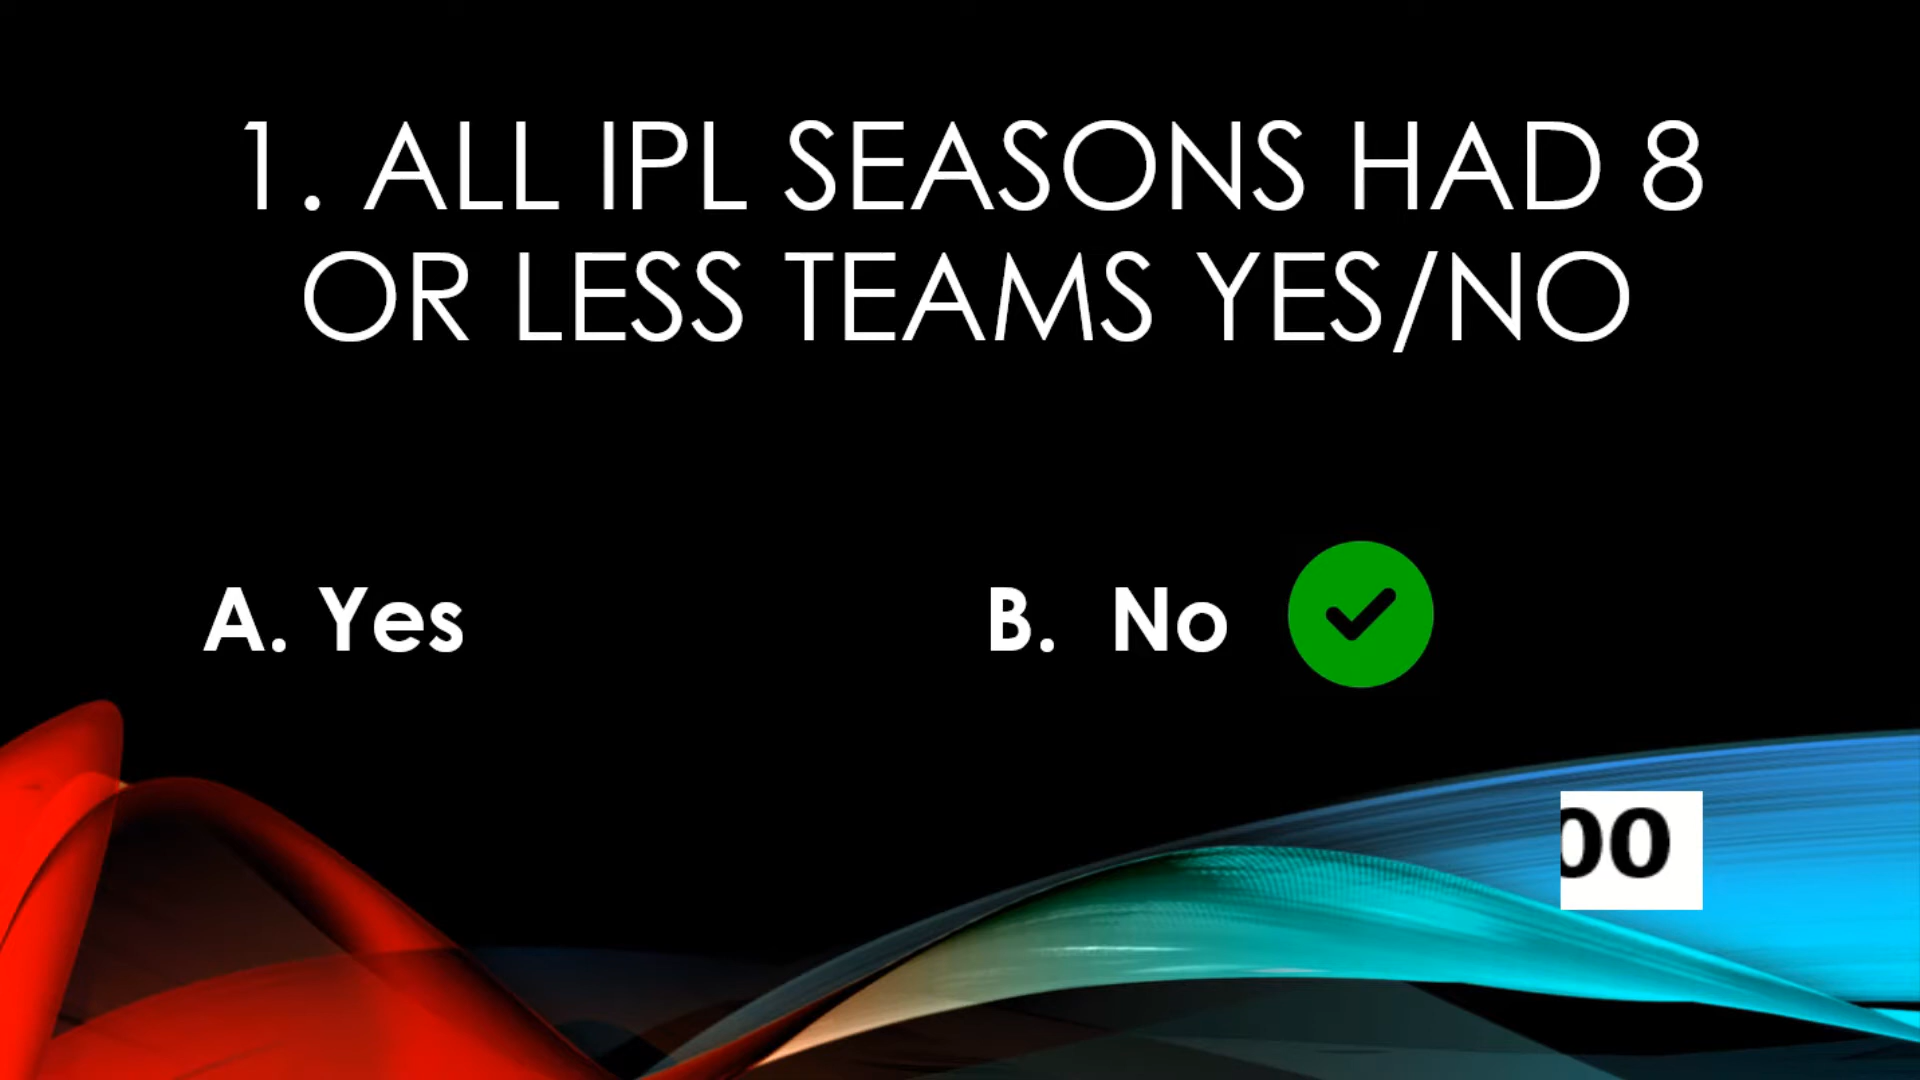 1. ALL IPL SEASONS HAD 8
OR LESS TEAMS YES/NO
A. Yes
B. No
00